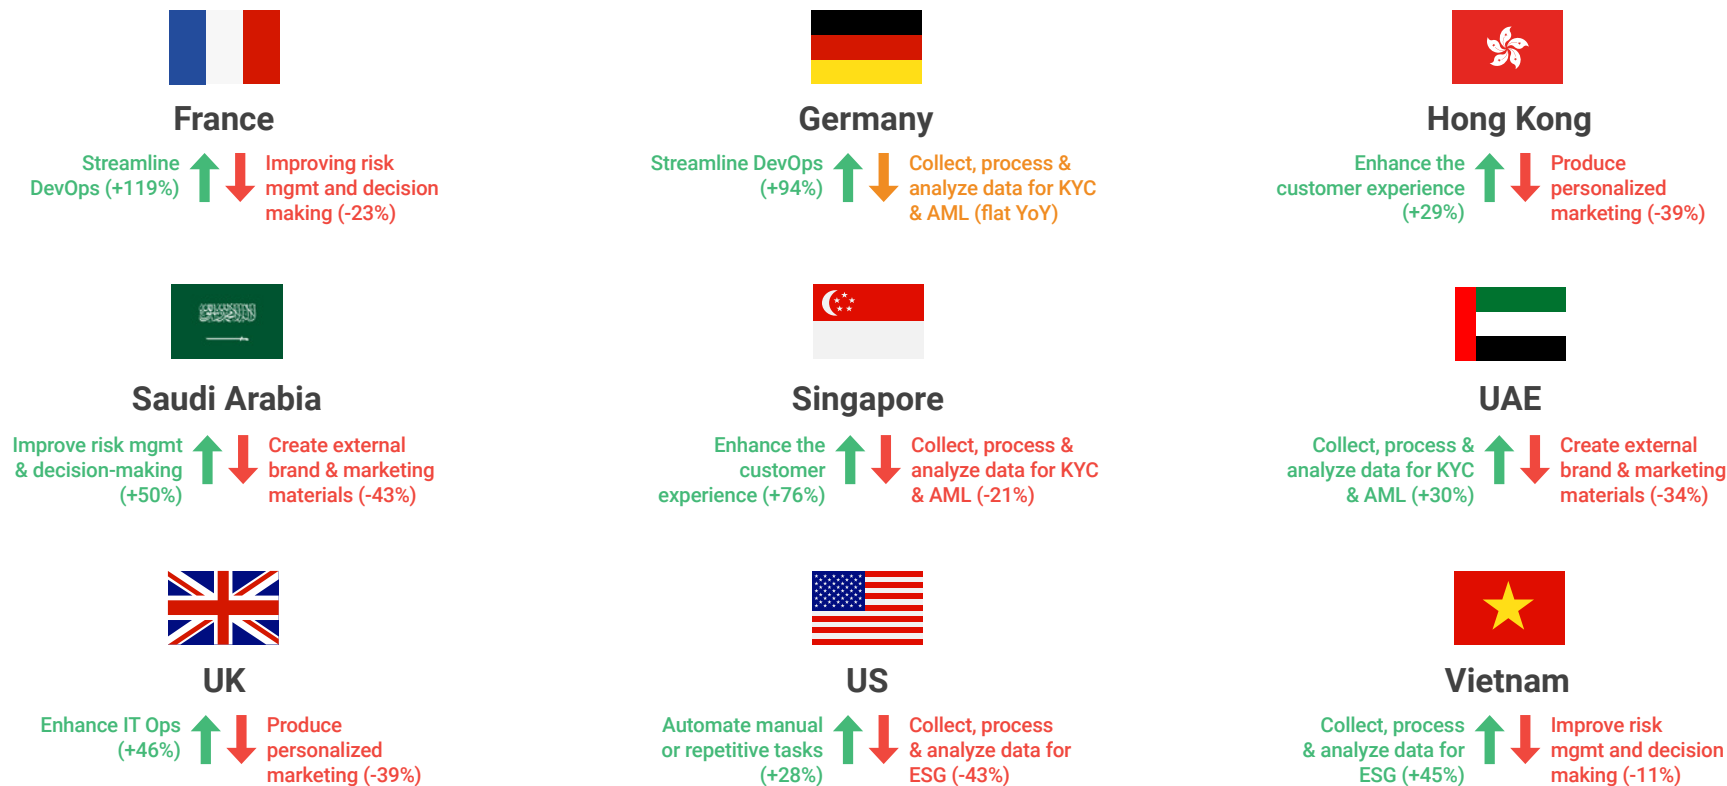 France
Streamline
DevOps (+119%)
Improving risk
mgmt and decision
making (-23%)
Germany
Streamline DevOps
(+94%)
Collect, process &
analyze data for KYC
& AML (flat YoY)
Hong Kong
Enhance the
customer experience
(+29%)
Produce
personalized
marketing (-39%)
Saudi Arabia
Improve risk mgmt
& decision-making
(+50%)
Create external
brand & marketing
materials (-43%)
Singapore
Enhance the
customer
experience (+76%)
Collect, process &
analyze data for KYC
& AML (-21%)
UAE
Collect, process &
analyze data for KYC
& AML (+30%)
Create external
brand & marketing
materials (-34%)
UK
Enhance IT Ops
(+46%)
Produce
personalized
marketing (-39%)
US
Automate manual
or repetitive tasks
(+28%)
Collect, process
& analyze data for
ESG (-43%)
Vietnam
Collect, process
& analyze data for
ESG (+45%)
Improve risk
mgmt and decision
making (-11%)